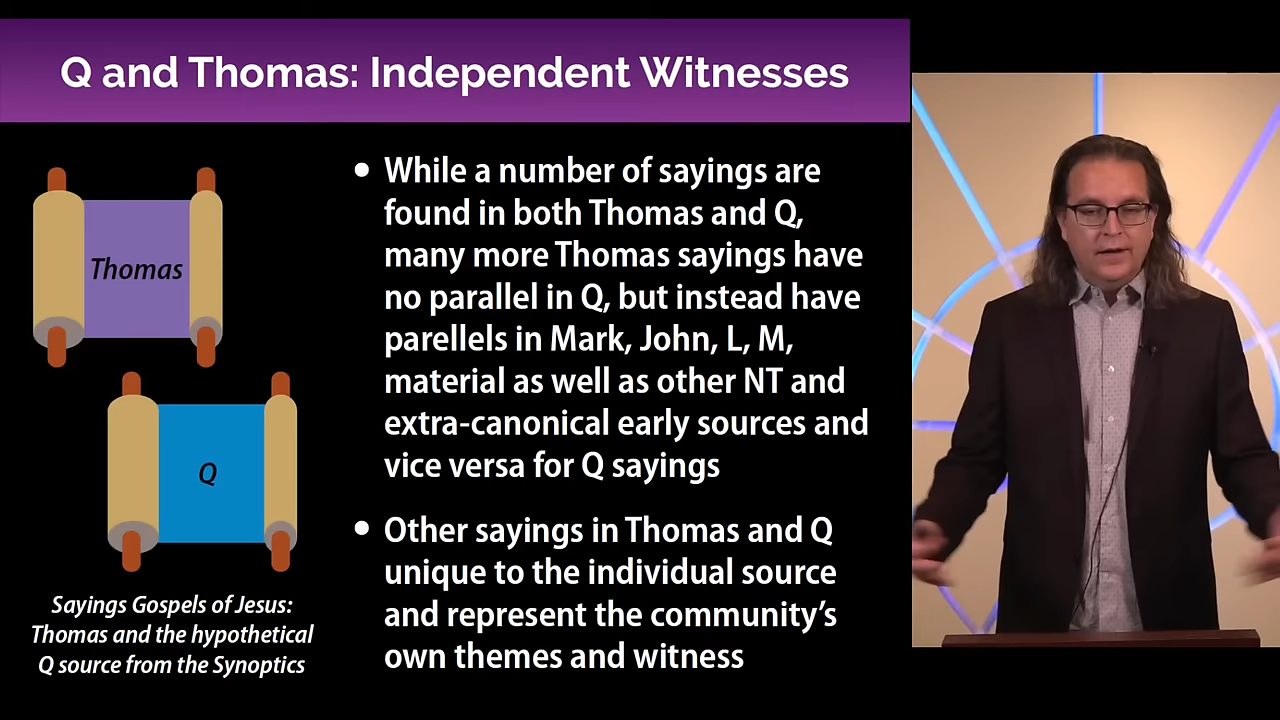 Q and Thomas: Independent Witnesses
Thomas
Q
Sayings Gospels of Jesus:
Thomas and the hypothetical
Q source from the Synoptics
• While a number of sayings are
found in both Thomas and Q,
many more Thomas sayings have
no parallel in Q, but instead have
parellels in Mark, John, L, M,
material as well as other NT and
extra-canonical early sources and
vice versa for Q sayings
• Other sayings in Thomas and Q
unique to the individual source
and represent the community’s
own themes and witness